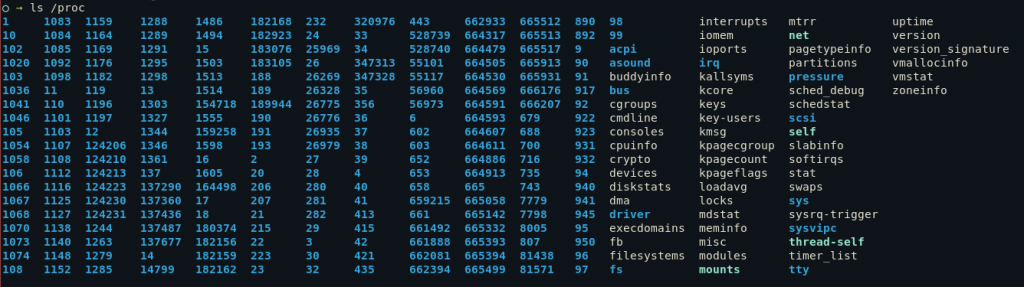 ○ → ls /proc
1 1083 1159 1288 1486 182168 232 320976 443 662933 665512 890 98 interrupts mtrr uptime
10 1084 1164 1289 1494 182923 24 33 528739 664317 665513 892 99 iomem net version
102 1085 1169 1291 15 183076 25969 34 528740 664479 665517 9 acpi ioports pagetypeinfo version_signature
1020 1092 1176 1295 1503 183105 26 347313 55101 664505 665913 90 asound irq partitions vmallocinfo
103 1098 1182 1298 1513 188 26269 347328 55117 664530 665931 91 buddyinfo kallsyms pressure vmstat
1036 11 119 13 1514 189 26328 35 56960 664569 666176 917 bus kcore sched_debug zoneinfo
1041 110 1196 1303 154718 189944 26775 356 56973 664591 666207 92 cgroups keys schedstat
1046 1101 1197 1327 1555 190 26776 36 6 664593 679 922 cmdline key-users scsi
105 1103 12 1344 159258 191 26935 37 602 664607 688 923 consoles kmsg self
1054 1107 124206 1346 1598 193 26979 38 603 664611 700 931 cpuinfo kpagecgroup slabinfo
1058 1108 124210 1361 16 2 27 39 652 664886 716 932 crypto kpagecount softirqs
106 1112 124213 137 1605 20 28 4 653 664913 735 94 devices kpageflags stat
1066 1116 124223 137290 164498 206 280 40 658 665 743 940 diskstats loadavg swaps
1067 1125 124230 137360 17 207 281 41 659215 665058 7779 941 dma locks sys
1068 1127 124231 137436 18 21 282 413 661 665142 7798 945 driver mdstat sysrq-trigger
1070 1138 1244 137487 180374 215 29 415 661492 665332 8005 95 execdomains meminfo sysvipc
1073 1140 1263 137677 182156 22 3 42 661888 665393 807 950 fb misc thread-self
1074 1148 1279 14 182159 223 30 421 662081 665394 81438 96 filesystems modules timer_list
108 1152 1285 14799 182162 23 32 435 662394 665499 81571 97 fs mounts tty